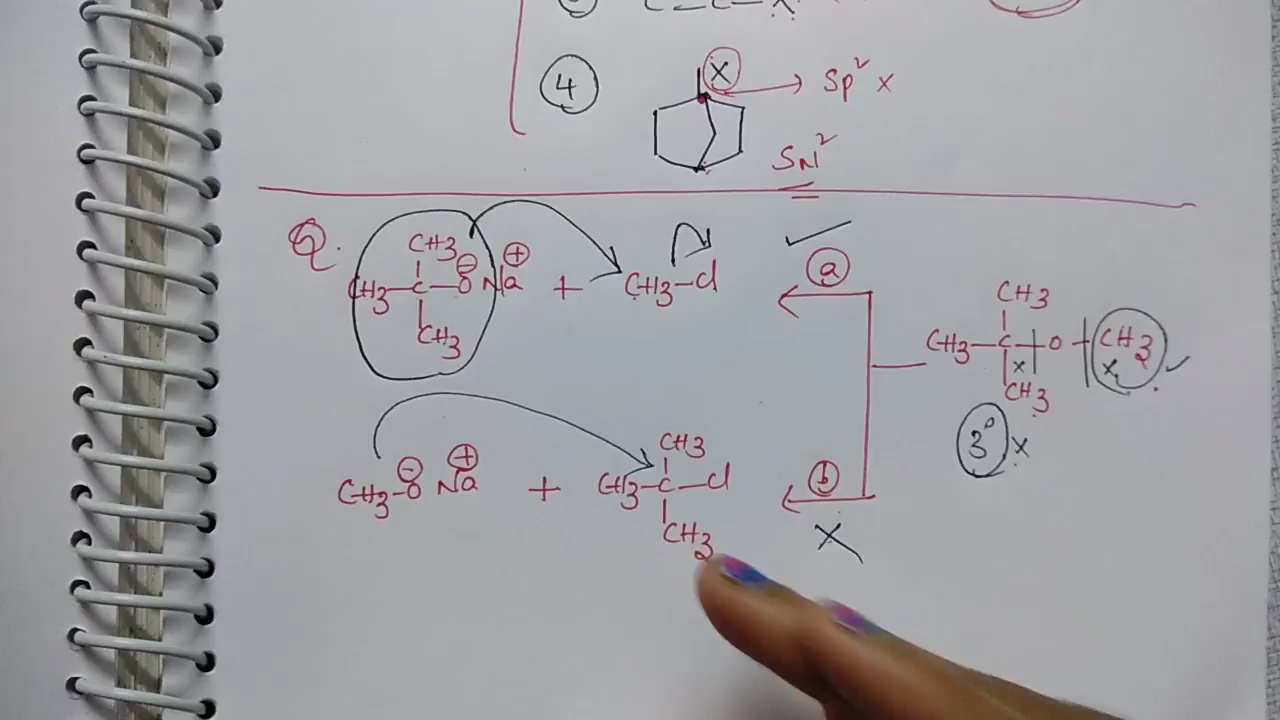 C–C–X
④ X → Sp² x
SN²
Q. CH3 CH3–C–O⊖ Na⊕ CH3 + CH3–Cl ✓ ⓐ
CH3 CH3–C–O–CH3 ✓ x x CH3
3° x
CH3–O⊖ Na⊕ + CH3 CH3–C–Cl CH3 ⓑ
X